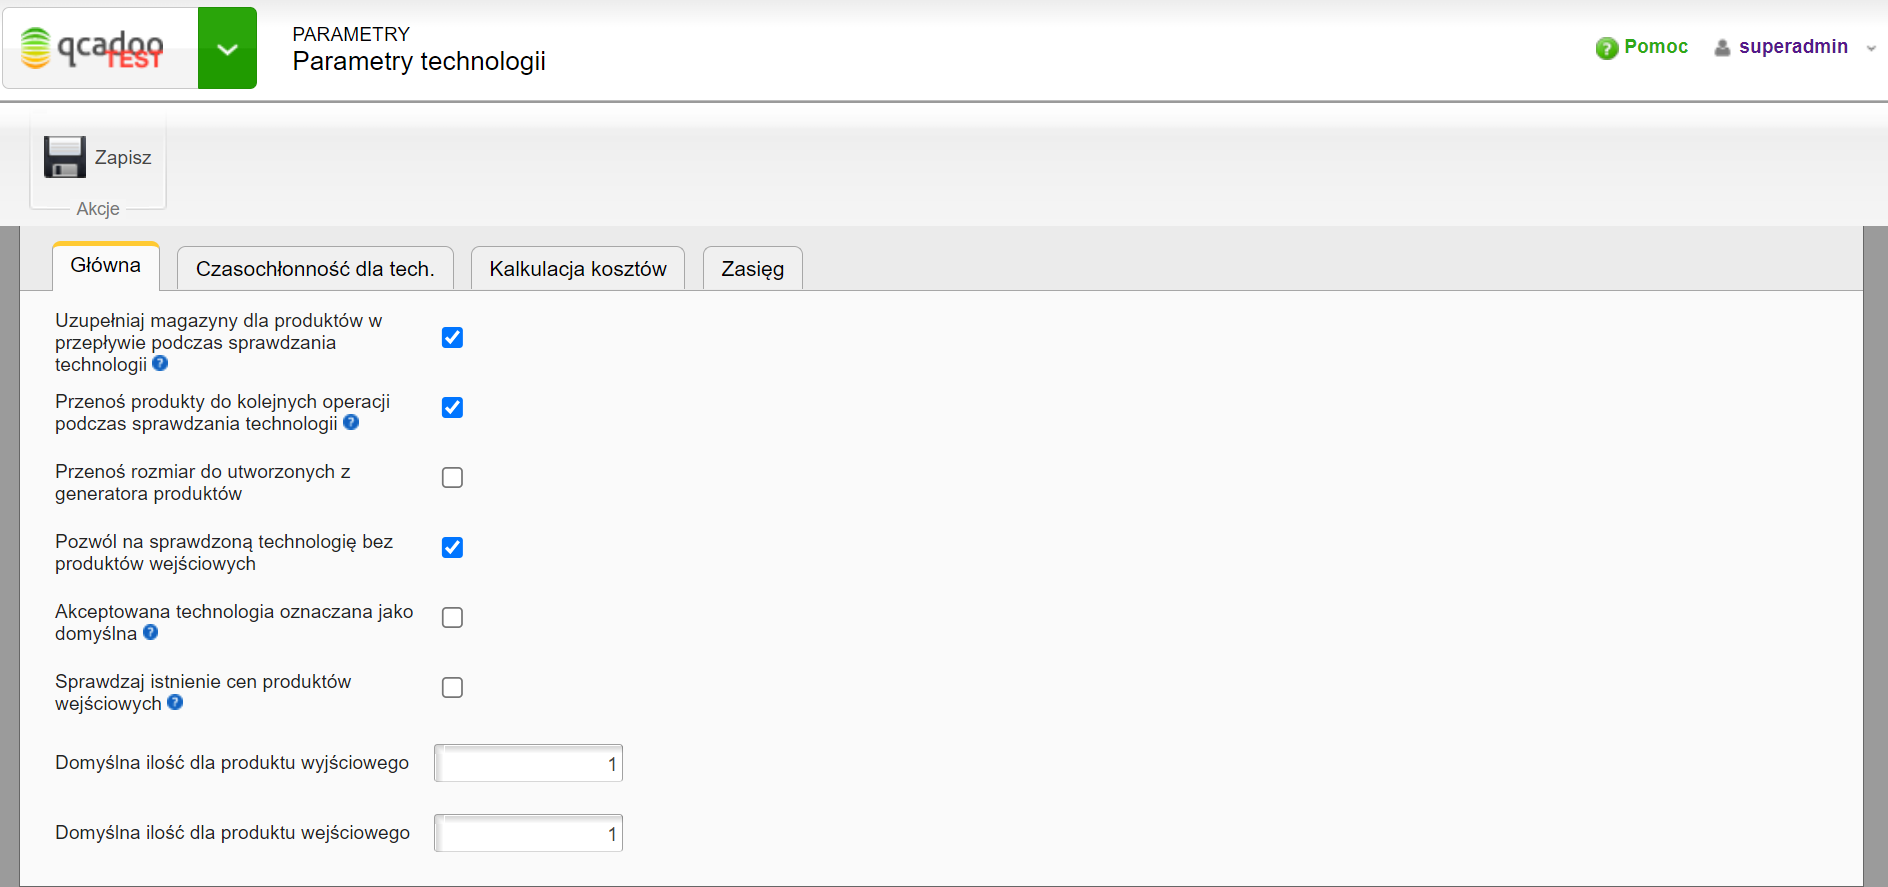 qcadoo
TEST
PARAMETRY
Parametry technologii
Pomoc
superadmin
Zapisz
Akcje
Główna
Czasochłonność dla tech.
Kalkulacja kosztów
Zasięg
Uzupełniaj magazyny dla produktów w
przepływie podczas sprawdzania
technologii
Przenoś produkty do kolejnych operacji
podczas sprawdzania technologii
Przenoś rozmiar do utworzonych z
generatora produktów
Pozwól na sprawdzoną technologię bez
produktów wejściowych
Akceptowana technologia oznaczana jako
domyślna
Sprawdzaj istnienie cen produktów
wejściowych
Domyślna ilość dla produktu wyjściowego
1
Domyślna ilość dla produktu wejściowego
1